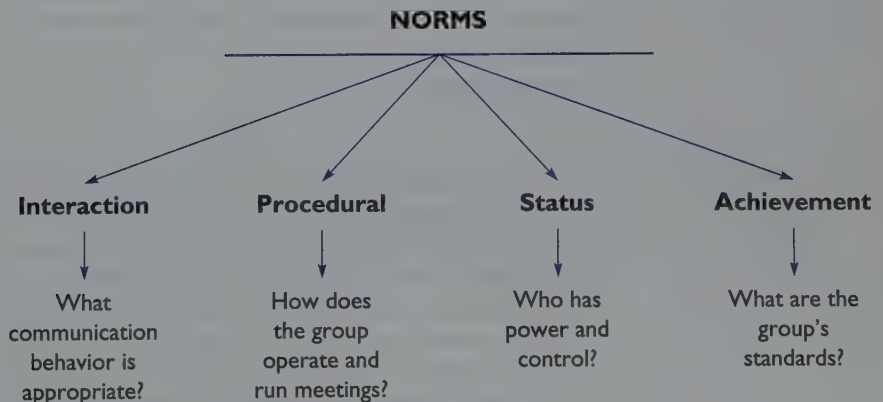 NORMS
Interaction
What
communication
behavior is
appropriate?
Procedural
How does
the group
operate and
run meetings?
Status
Who has
power and
control?
Achievement
What are the
group's
standards?